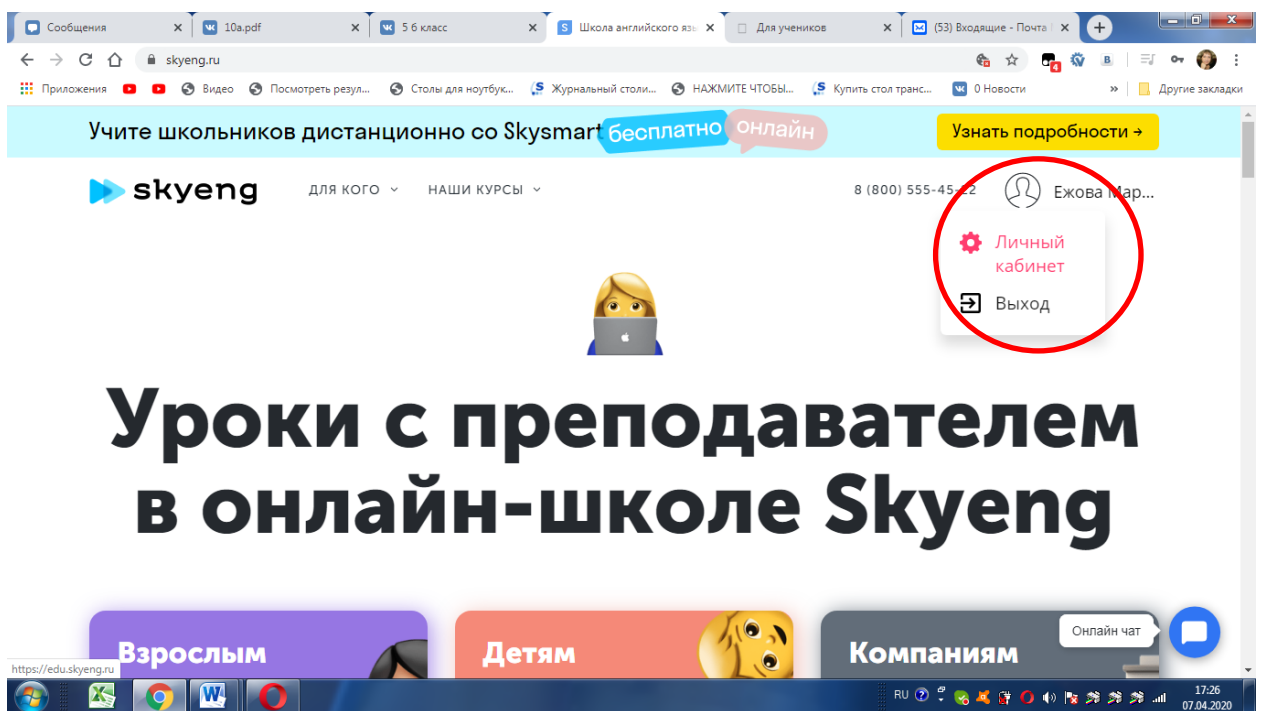 Сообщения
10a.pdf
5 6 класс
Школа английского язы
Для учеников
(53) Входящие - Почта
skyeng.ru
Приложения
Видео
Посмотреть резул...
Столы для ноутбук...
Журнальный столи...
НАЖМИТЕ ЧТОБЫ...
Купить стол транс...
0 Новости
»
Другие закладки
Учите школьников дистанционно со Skysmart бесплатно онлайн
Узнать подробности →
skyeng
ДЛЯ КОГО
НАШИ КУРСЫ
8 (800) 555-45-22
Ежова Мар...
Личный
кабинет
Выход
Уроки с преподавателем
в онлайн-школе Skyeng
Взрослым
Детям
Компаниям
Онлайн чат
https://edu.skyeng.ru
RU
17:26
07.04.2020